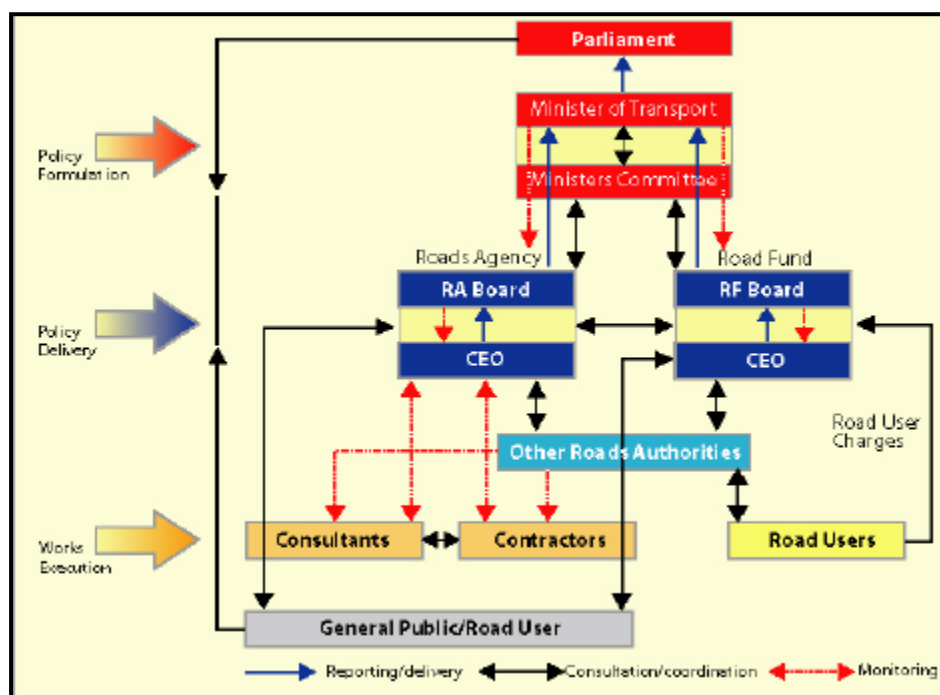 Parliament
Minister of Transport
Policy
Formulation
Ministers Committee
Roads Agency
Road Fund
RA Board
RF Board
Policy
Delivery
CEO
CEO
Road User
Charges
Other Roads Authorities
Consultants
Contractors
Road Users
Works
Execution
General Public/Road User
Reporting/delivery
Consultation/coordination
Monitoring